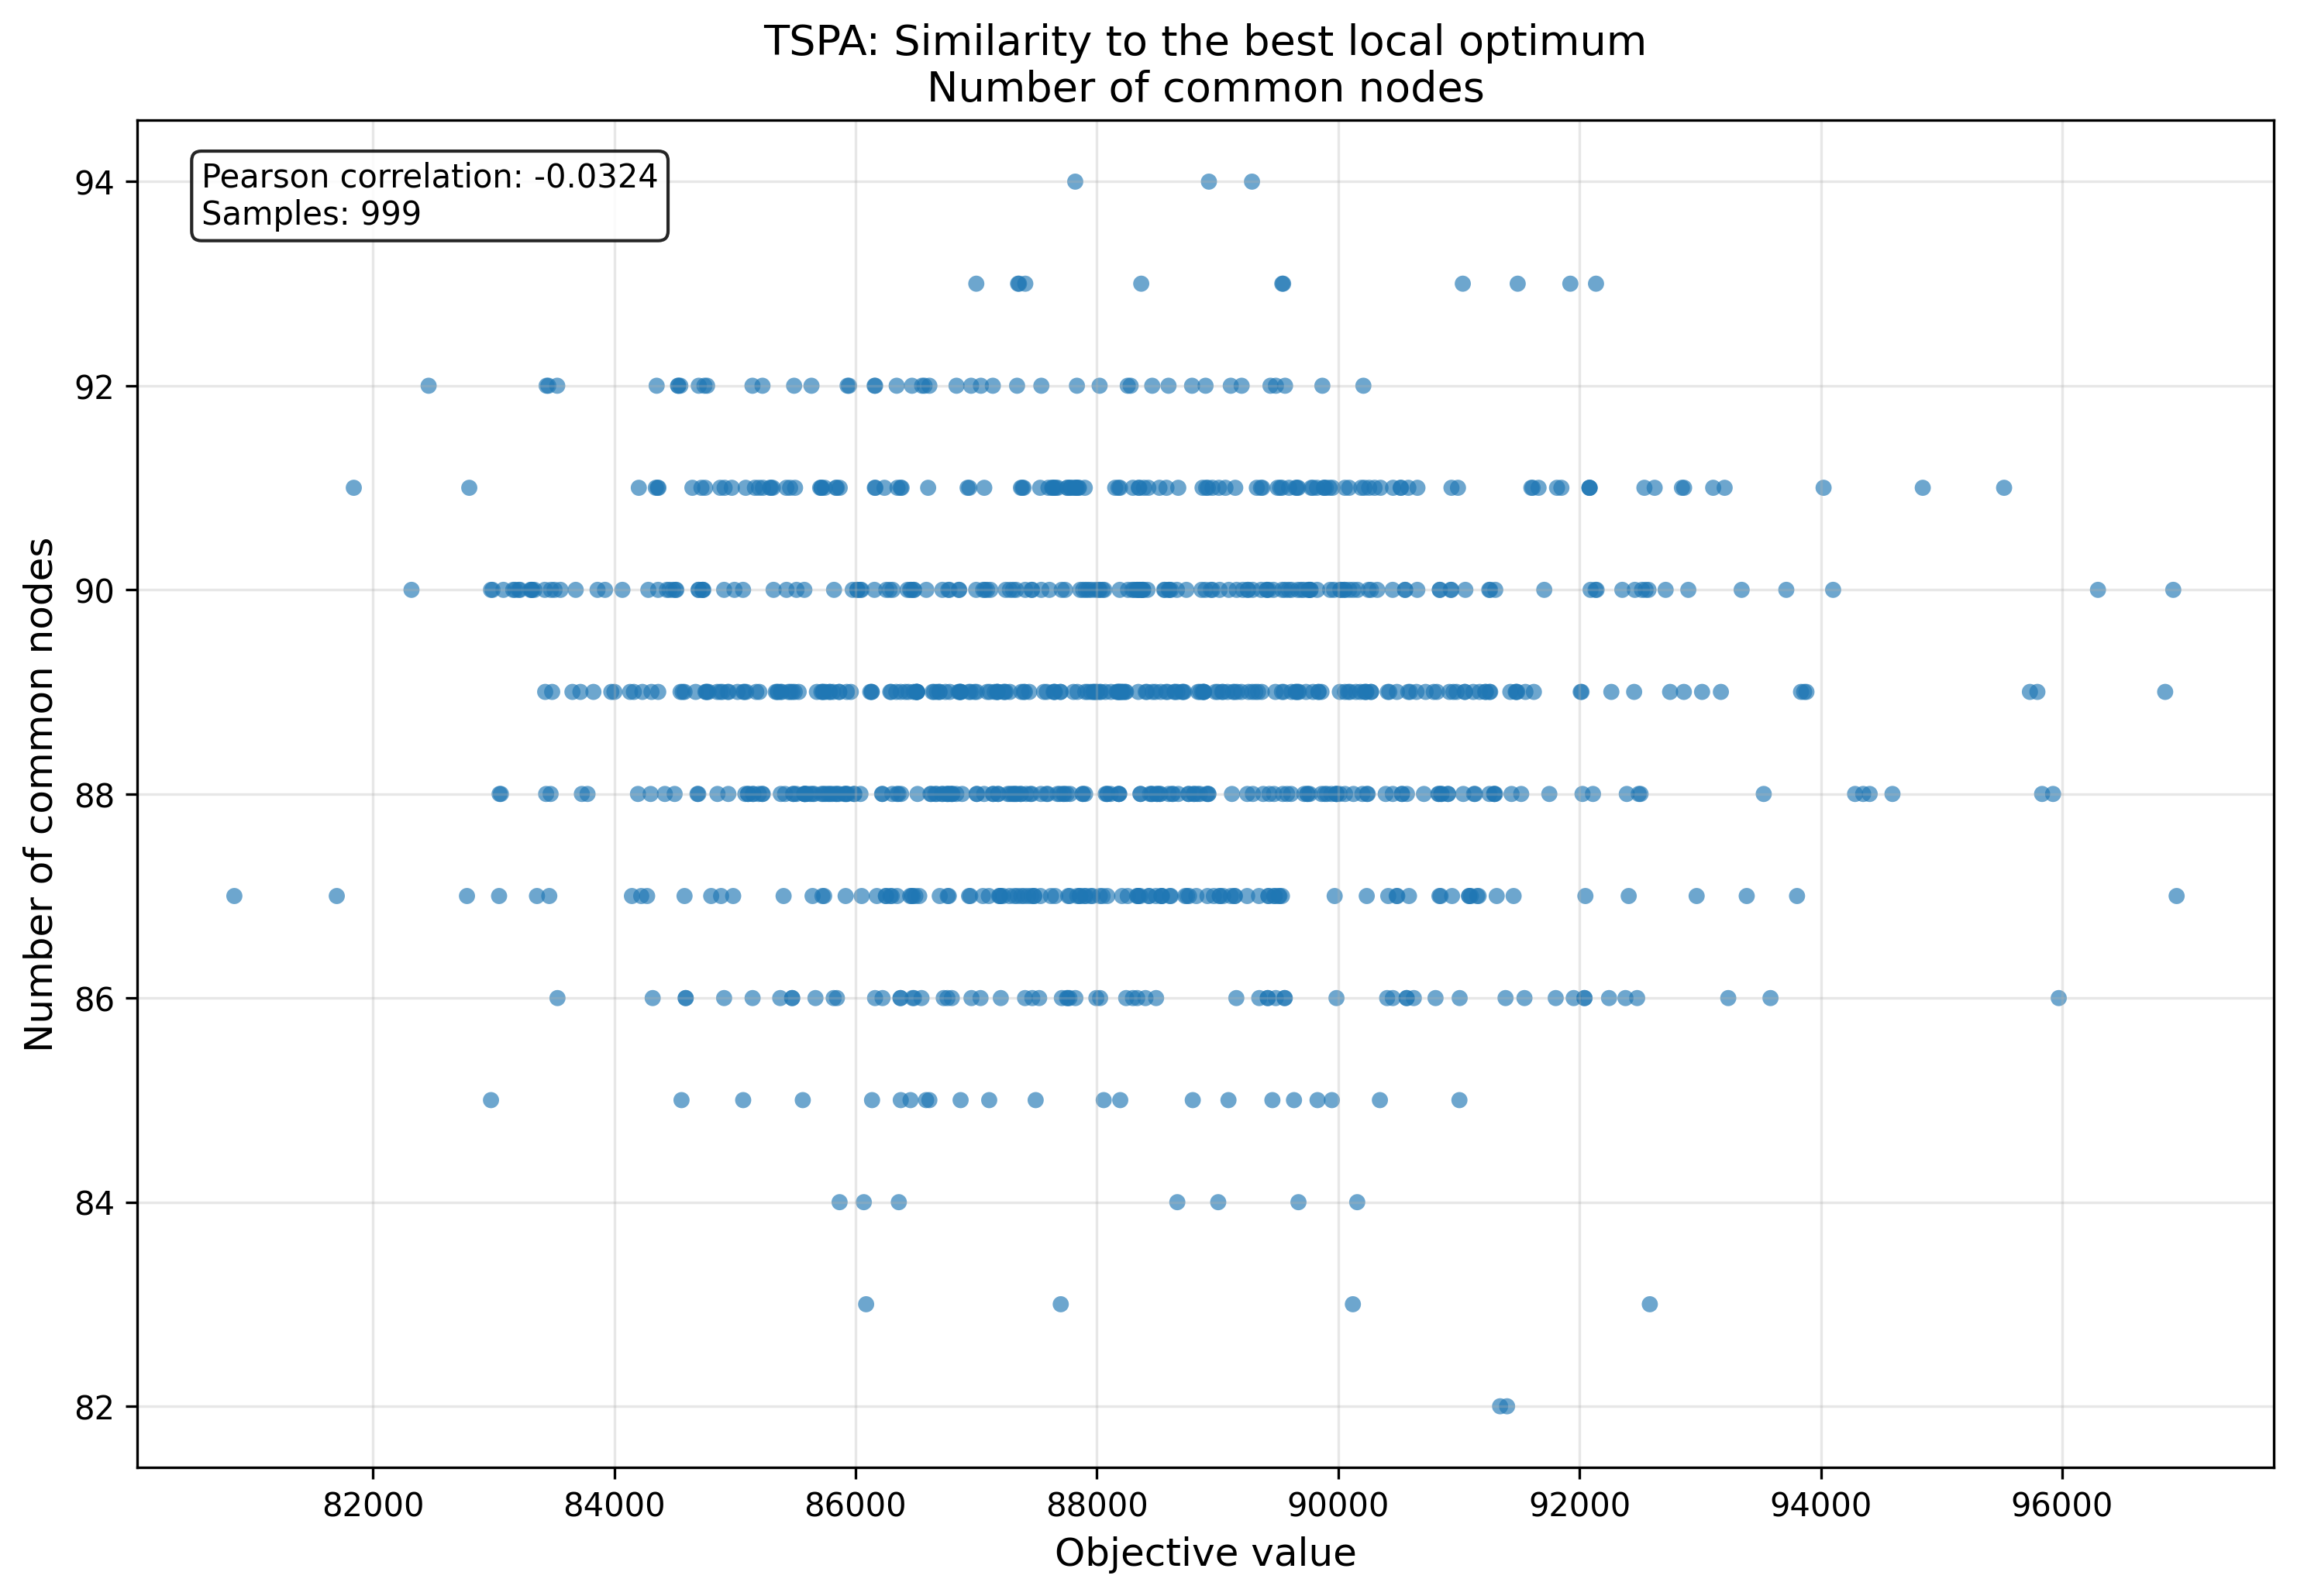 TSPA: Similarity to the best local optimum
Number of common nodes
Pearson correlation: -0.0324
Samples: 999
Number of common nodes
94
92
90
88
86
84
82
82000 84000 86000 88000 90000 92000 94000 96000
Objective value